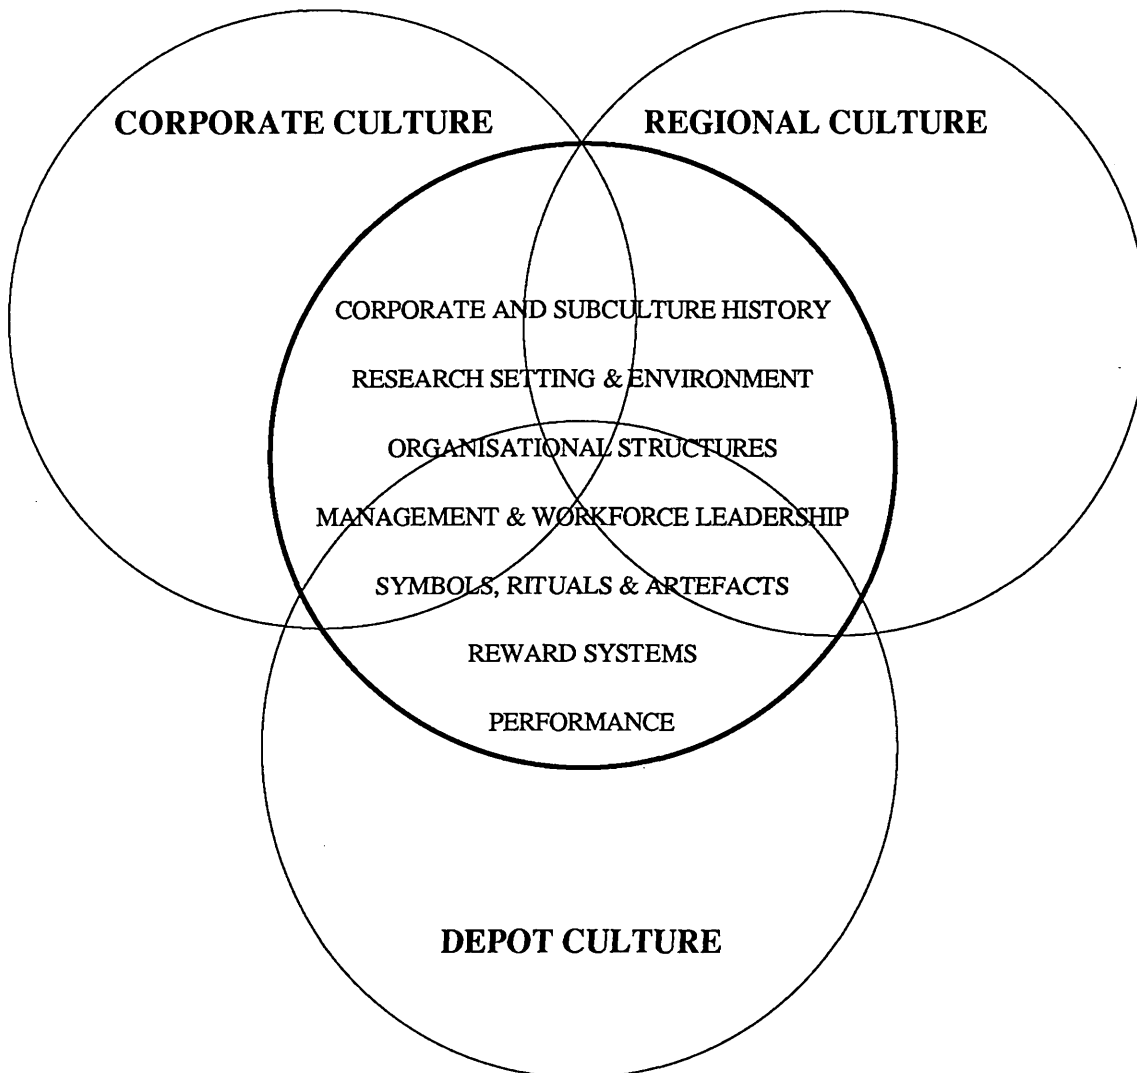 CORPORATE CULTURE
REGIONAL CULTURE
CORPORATE AND SUBCULTURE HISTORY
RESEARCH SETTING & ENVIRONMENT
ORGANISATIONAL STRUCTURES
MANAGEMENT & WORKFORCE LEADERSHIP
SYMBOLS, RITUALS & ARTEFACTS
REWARD SYSTEMS
PERFORMANCE
DEPOT CULTURE